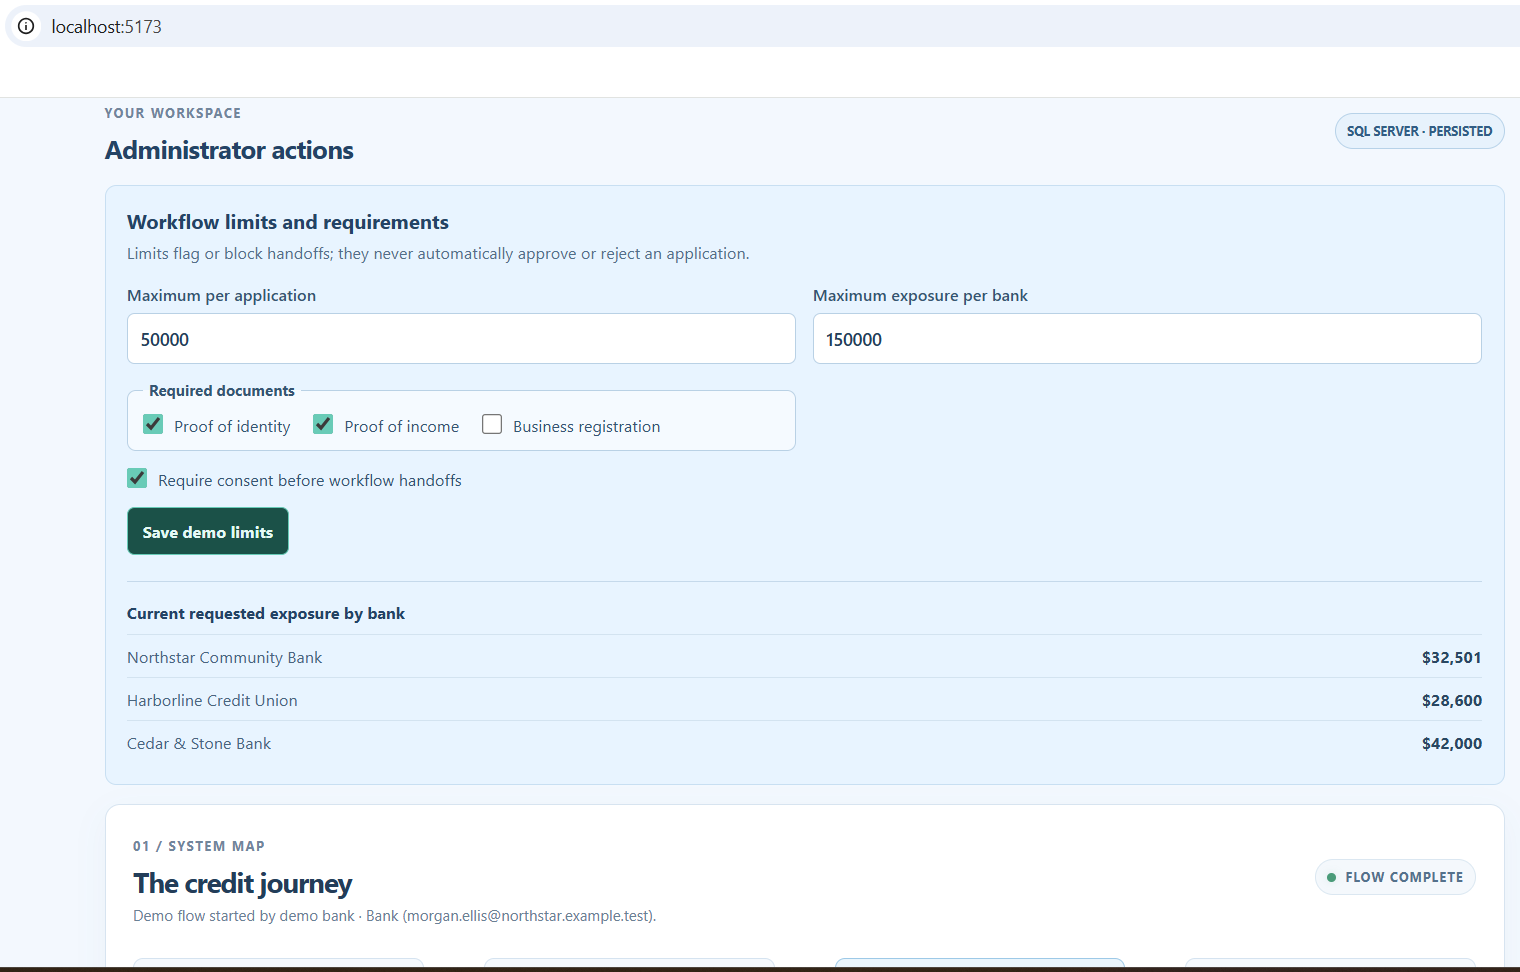 localhost:5173
YOUR WORKSPACE
Administrator actions
SQL SERVER · PERSISTED
Workflow limits and requirements
Limits flag or block handoffs; they never automatically approve or reject an application.
Maximum per application
Maximum exposure per bank
50000
150000
Required documents
Proof of identity
Proof of income
Business registration
Require consent before workflow handoffs
Save demo limits
Current requested exposure by bank
Northstar Community Bank $32,501
Harborline Credit Union $28,600
Cedar & Stone Bank $42,000
01 / SYSTEM MAP
The credit journey
FLOW COMPLETE
Demo flow started by demo bank · Bank (morgan.ellis@northstar.example.test).